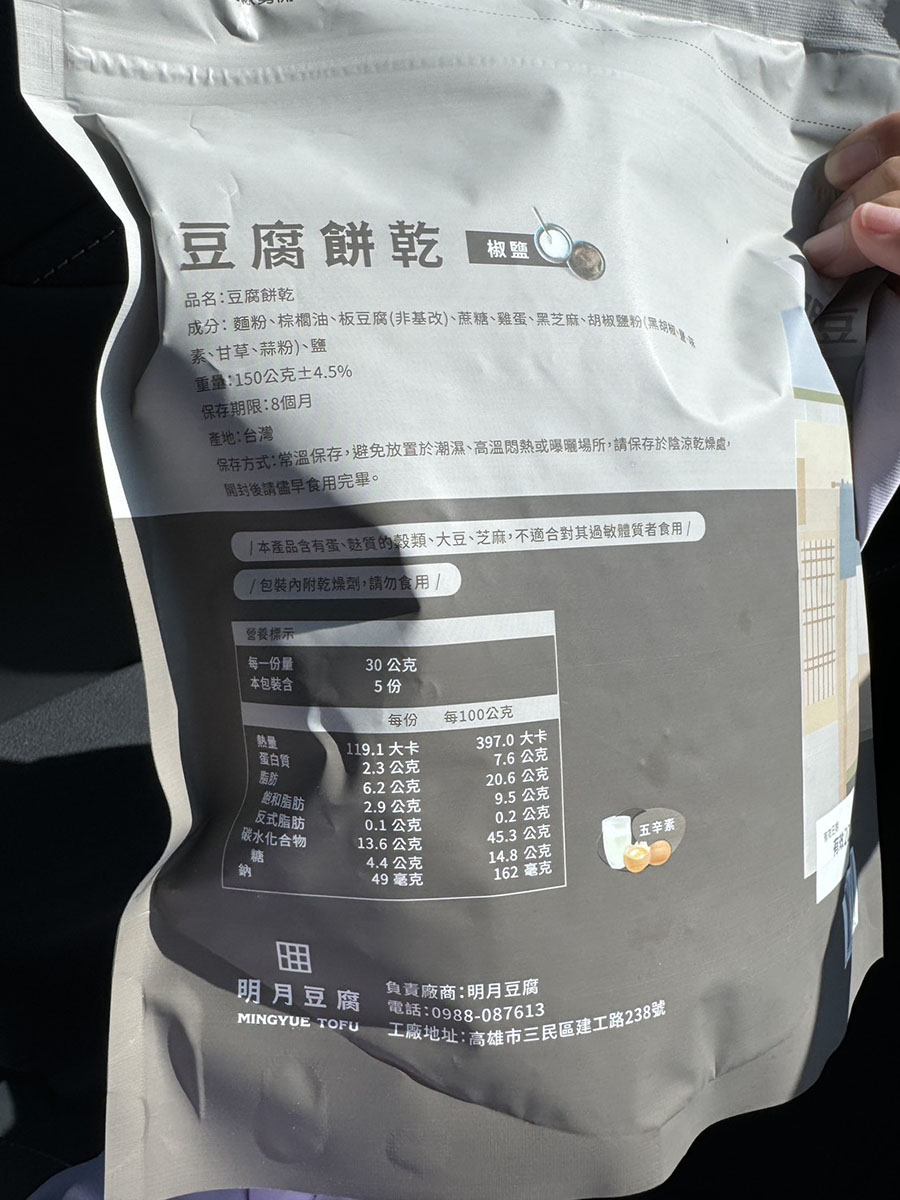 豆腐餅乾 椒鹽
品名：豆腐餅乾
成分：麵粉、棕櫚油、板豆腐(非基改)、蔗糖、雞蛋、黑芝麻、胡椒鹽粉(黑胡椒、鹽、味
素、甘草、蒜粉)、鹽
重量：150公克±4.5%
保存期限：8個月
產地：台灣
保存方式：常溫保存，避免放置於潮濕、高溫悶熱或曝曬場所，請保存於陰涼乾燥處，
開封後請儘早食用完畢。
/ 本產品含有蛋、麩質的穀類、大豆、芝麻，不適合對其過敏體質者食用 /
/ 包裝內附乾燥劑，請勿食用 /
營養標示
每一份量 30 公克
本包裝含 5 份
每份 每100公克
熱量 119.1 大卡 397.0 大卡
蛋白質 2.3 公克 7.6 公克
脂肪 6.2 公克 20.6 公克
飽和脂肪 2.9 公克 9.5 公克
反式脂肪 0.1 公克 0.2 公克
碳水化合物 13.6 公克 45.3 公克
糖 4.4 公克 14.8 公克
鈉 49 毫克 162 毫克
五辛素
明月豆腐
MINGYUE TOFU
負責廠商：明月豆腐
電話：0988-087613
工廠地址：高雄市三民區建工路238號